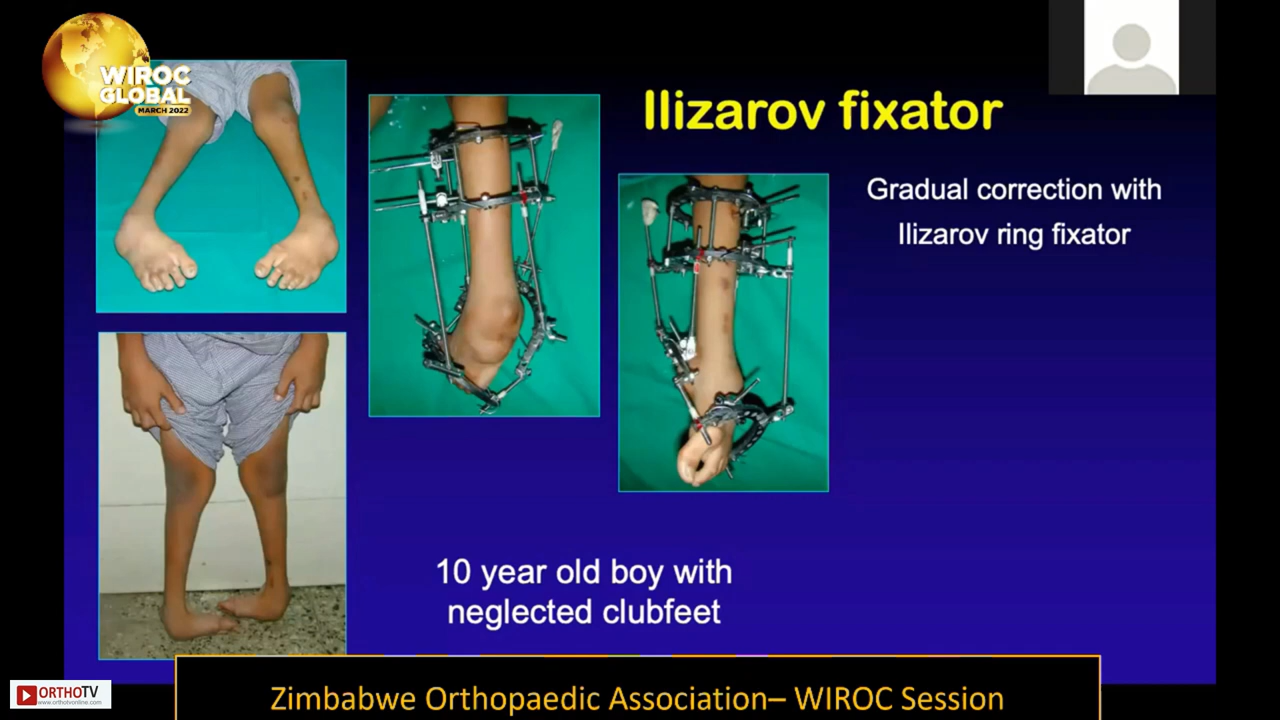 WIROC
GLOBAL
MARCH 2022
Ilizarov fixator
Gradual correction with
Ilizarov ring fixator
10 year old boy with
neglected clubfeet
ORTHOTV
www.orthotvonline.com
Zimbabwe Orthopaedic Association– WIROC Session